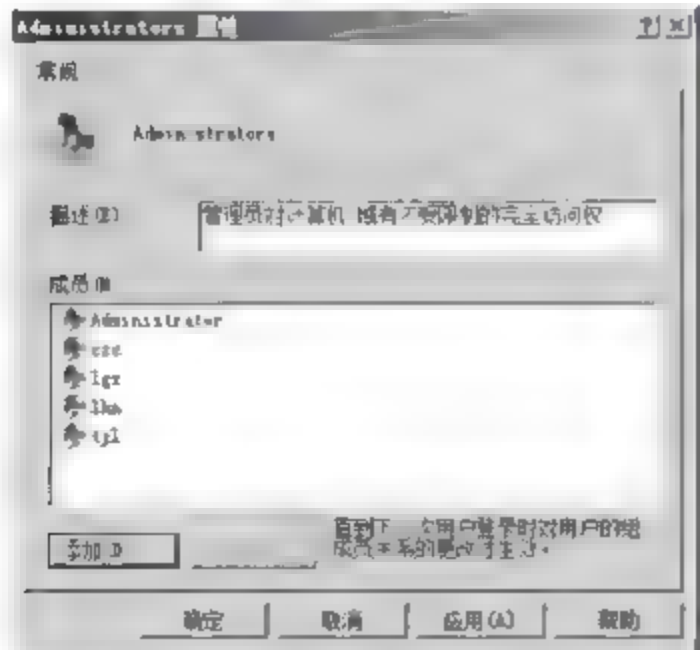 Administrators 属性
常规
Administrators
描述(E)
管理员对计算机/域有不受限制的完全访问权
成员(M)
Administrator
lgz
添加(D)
直到下一次用户登录时对用户的组
成员关系的更改才生效。
确定
取消
应用(A)
帮助